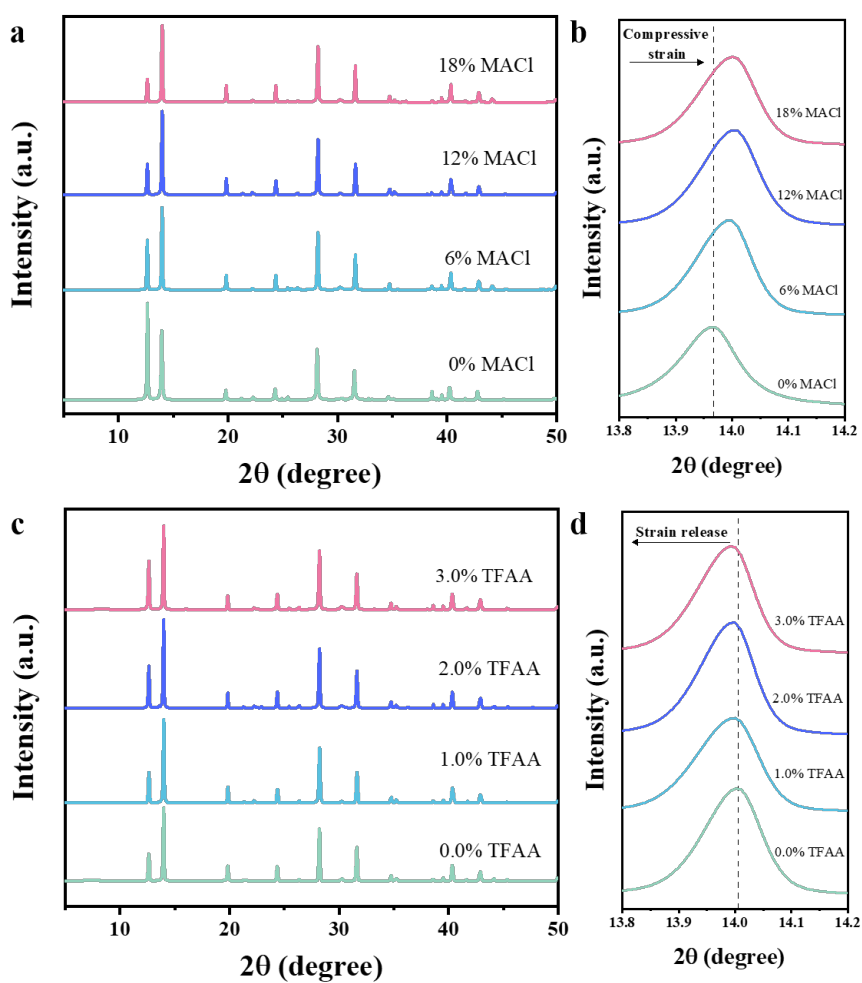 a
18% MACl
12% MACl
6% MACl
0% MACl
Intensity (a.u.)
10 20 30 40 50
2θ (degree)
b
Compressive
strain
18% MACl
12% MACl
6% MACl
0% MACl
Intensity (a.u.)
13.8 13.9 14.0 14.1 14.2
2θ (degree)
c
3.0% TFAA
2.0% TFAA
1.0% TFAA
0.0% TFAA
Intensity (a.u.)
10 20 30 40 50
2θ (degree)
d
Strain release
3.0% TFAA
2.0% TFAA
1.0% TFAA
0.0% TFAA
Intensity (a.u.)
13.8 13.9 14.0 14.1 14.2
2θ (degree)